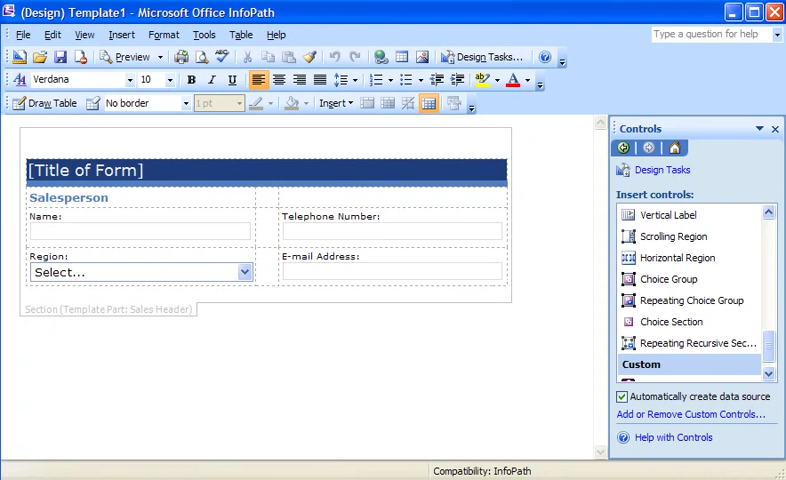 (Design) Template1 - Microsoft Office InfoPath
File Edit View Insert Format Tools Table Help
Type a question for help
Preview Design Tasks...
Verdana 10 B I U
Draw Table No border 1 pt Insert
Controls
Design Tasks
Insert controls:
Vertical Label
Scrolling Region
Horizontal Region
Choice Group
Repeating Choice Group
Choice Section
Repeating Recursive Sec...
Custom
Automatically create data source
Add or Remove Custom Controls...
Help with Controls
[Title of Form]
Salesperson
Name: Telephone Number:
Region: E-mail Address:
Select...
Section (Template Part: Sales Header)
Compatibility: InfoPath